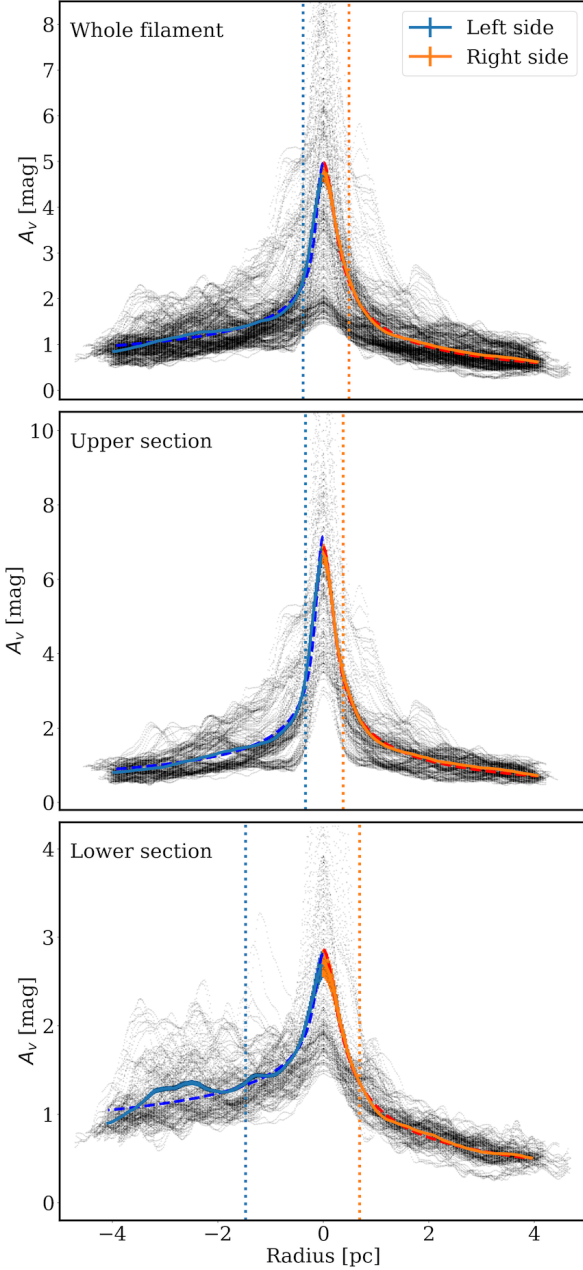 Whole filament
Left side
Right side
8
7
6
5
4
3
2
1
0
A_v [mag]
Upper section
10
8
6
4
2
0
A_v [mag]
Lower section
4
3
2
1
0
A_v [mag]
−4 −2 0 2 4
Radius [pc]